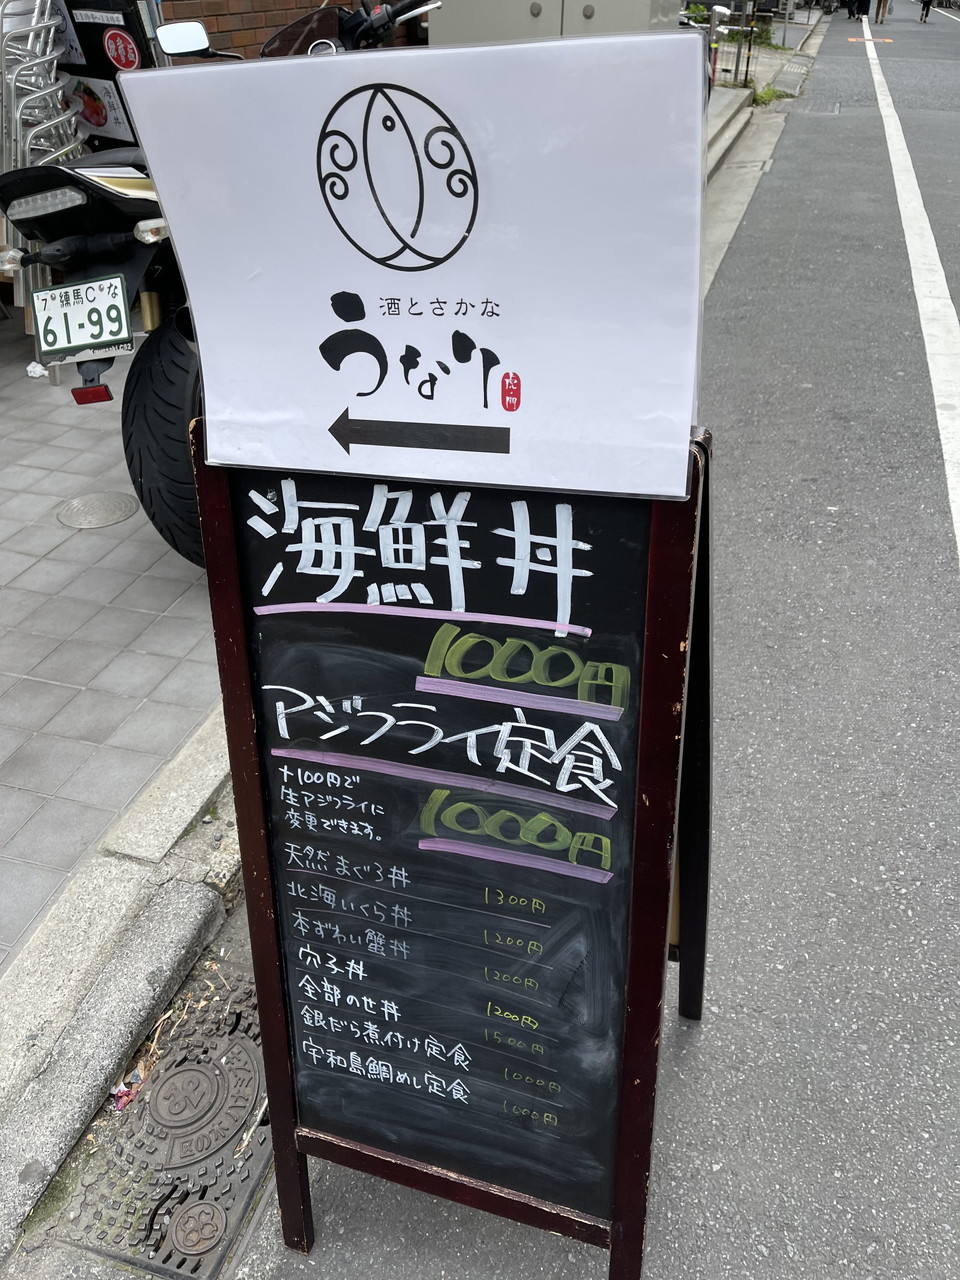 酒とさかな
うなり
虎ノ門
海鮮丼
1000円
アジフライ定食
+100円で
生アジフライに
変更できます。
1000円
天然まぐろ丼 1300円
北海いくら丼 1200円
本ずわい蟹丼 1200円
穴子丼 1200円
全部のせ丼 1500円
銀だら煮付け定食 1000円
宇和島鯛めし定食 1000円
練馬 C な
61-99
海鮮丼